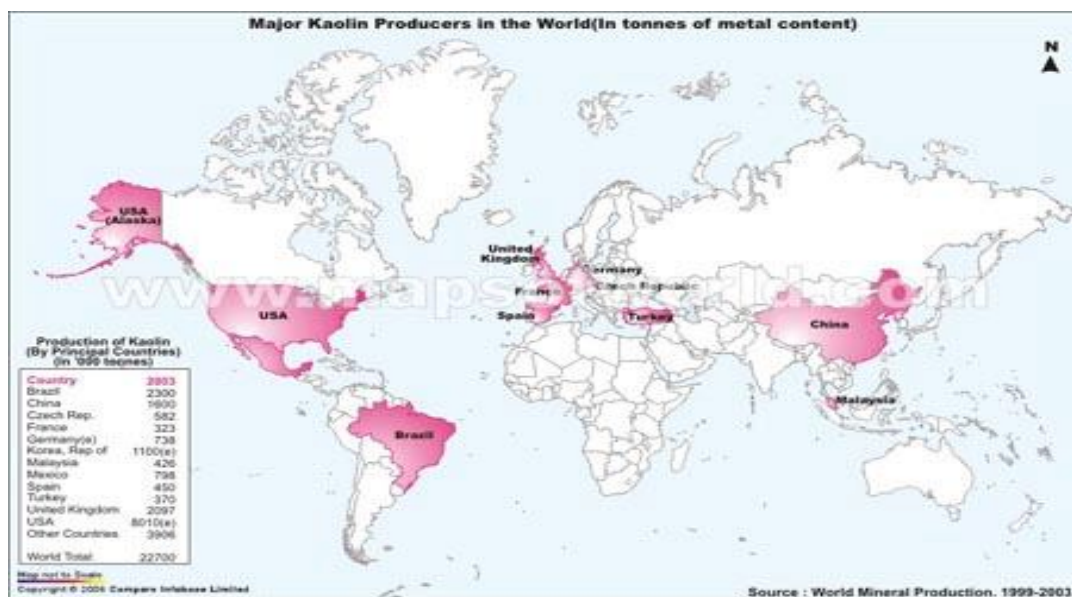 Major Kaolin Producers in the World(In tonnes of metal content)
N
USA
(Alaska)
United
Kingdom
Germany
Czech Republic
France
www.mapsofworld.com
Spain
Turkey
USA
China
Malaysia
Brazil
Production of Kaolin
(By Principal Countries)
(In '000 tonnes)
Country 2003
Brazil 2300
China 1600
Czech Rep. 582
France 323
Germany(e) 738
Korea, Rep of 1100(e)
Malaysia 426
Mexico 798
Spain 450
Turkey 370
United Kingdom 2097
USA 8010(e)
Other Countries 3906
World Total 22700
Map not to Scale
Copyright © 2006 Compare Infobase Limited
Source : World Mineral Production, 1999-2003